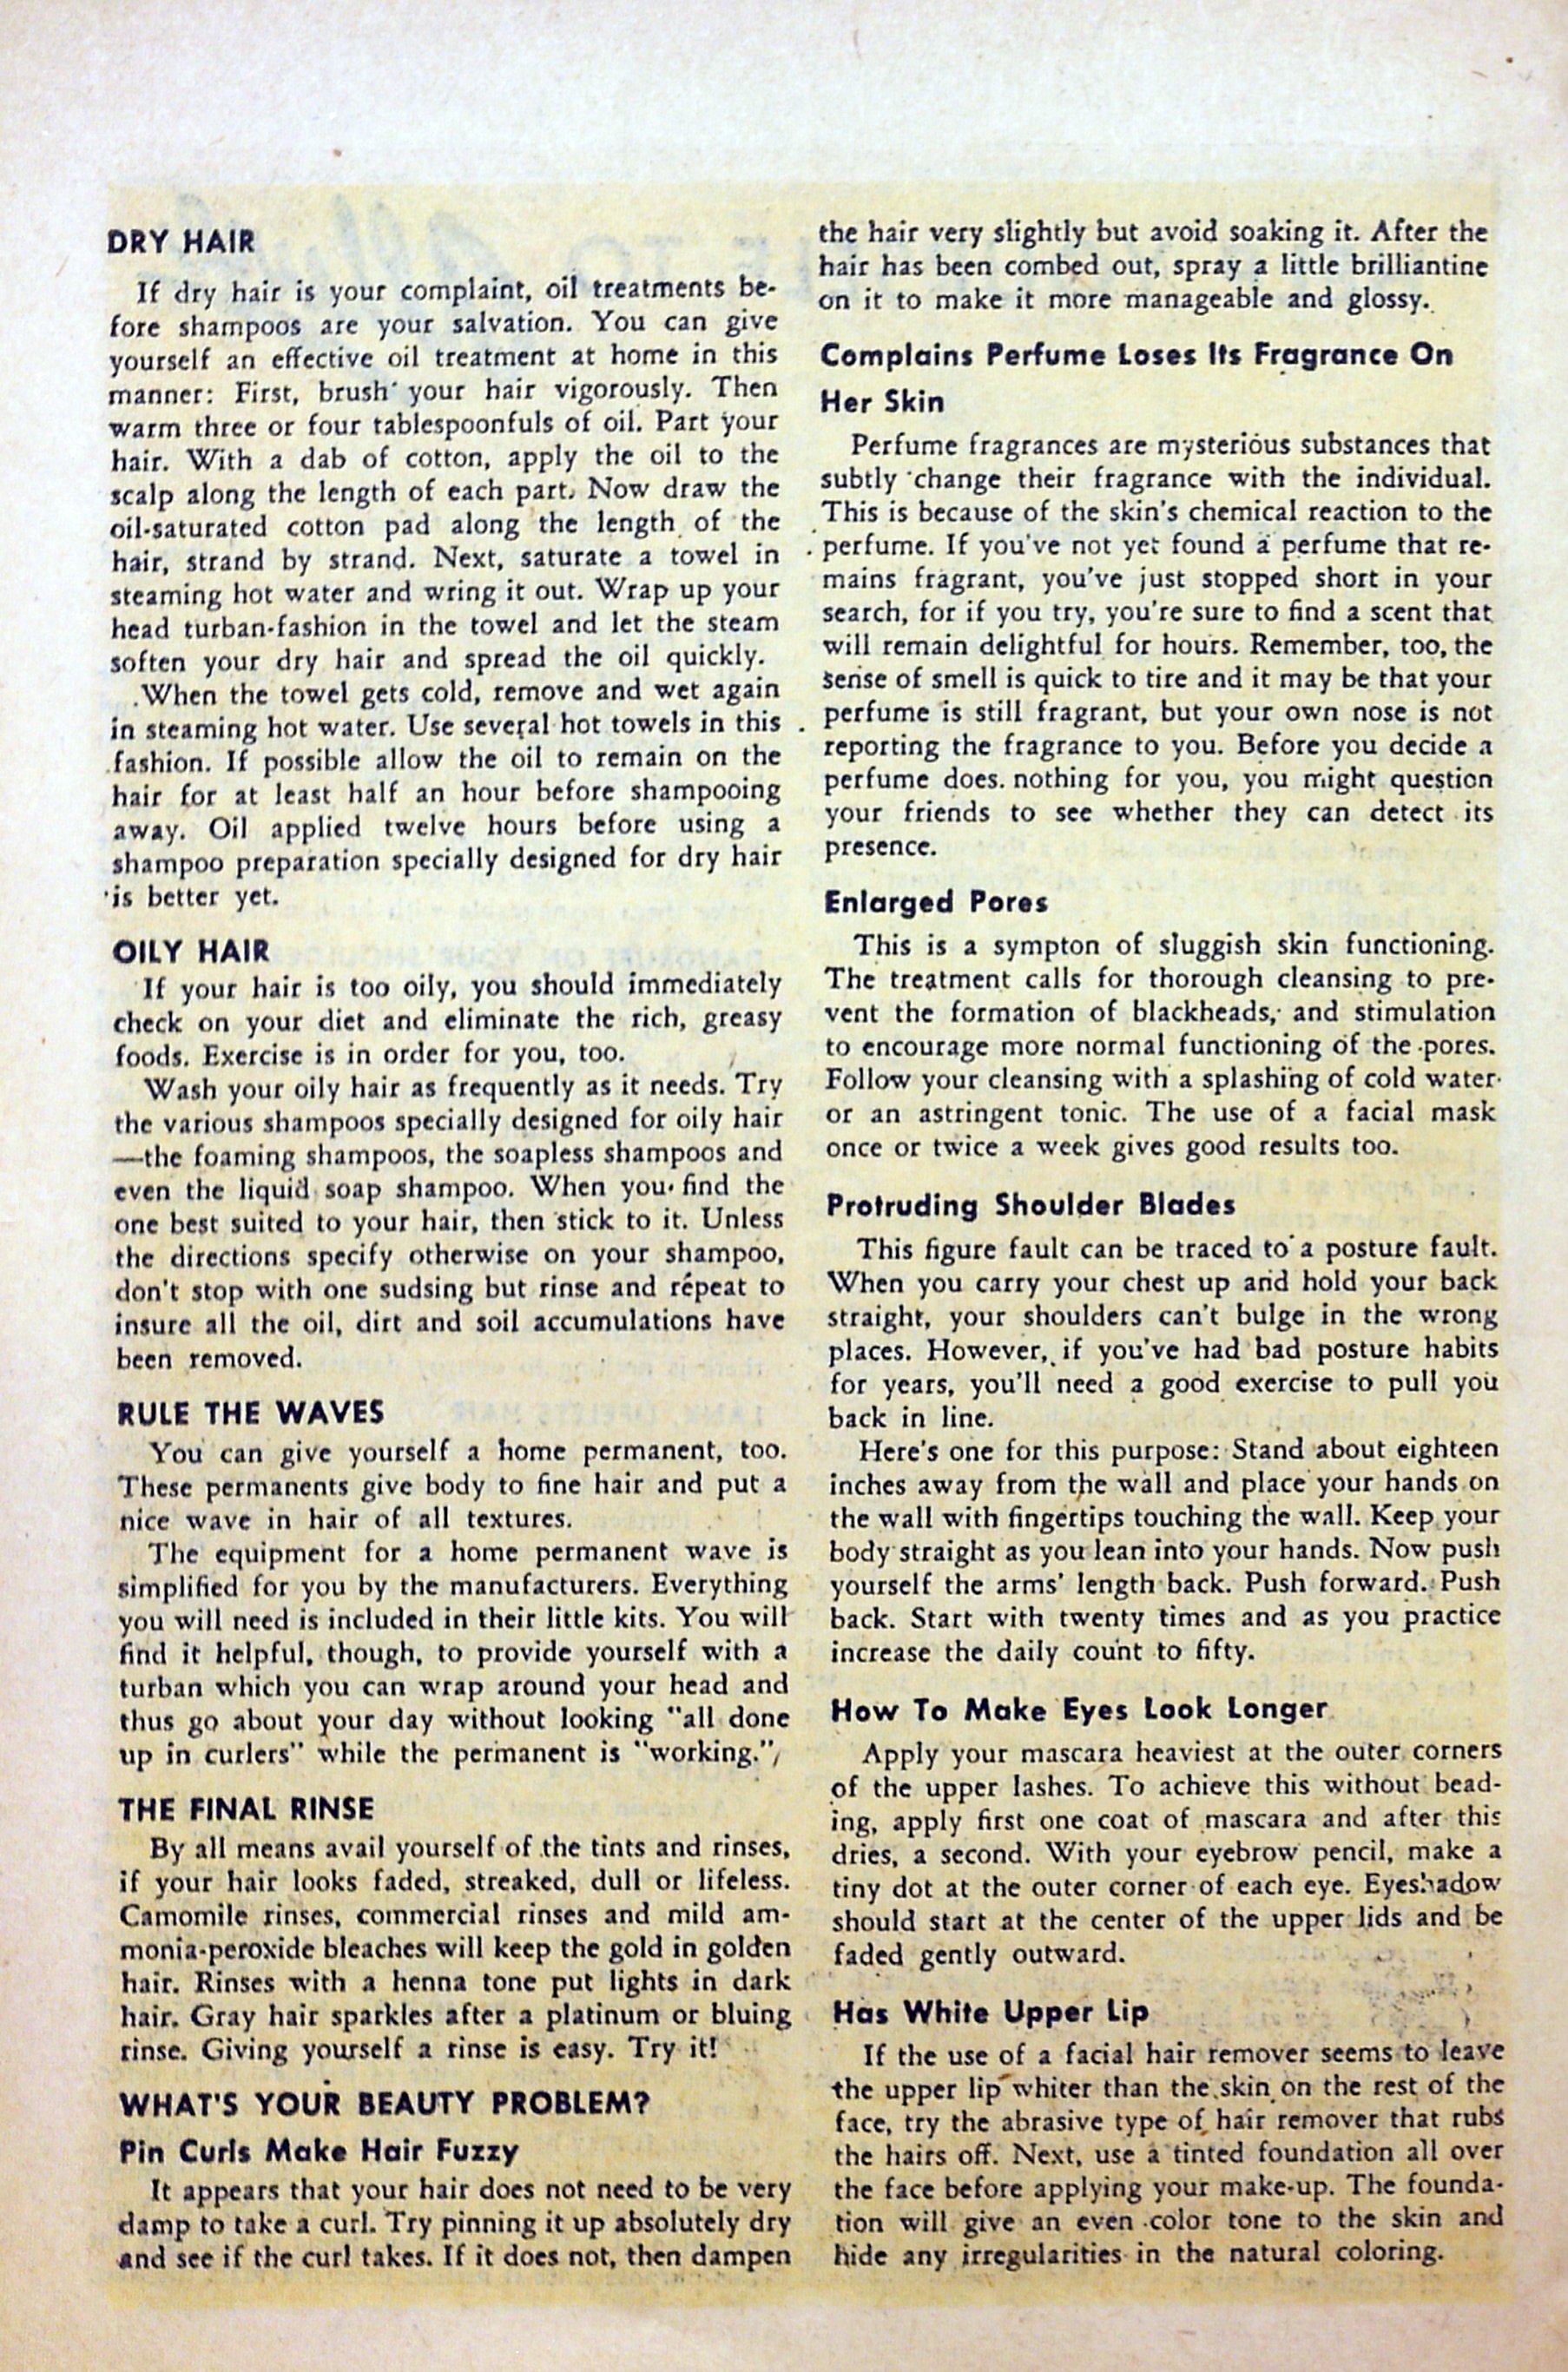 DRY HAIR
If dry hair is your complaint, oil treatments be-
fore shampoos are your salvation. You can give
yourself an effective oil treatment at home in this
manner: First, brush your hair vigorously. Then
warm three or four tablespoonfuls of oil. Part your
hair. With a dab of cotton, apply the oil to the
scalp along the length of each part. Now draw the
oil-saturated cotton pad along the length of the
hair, strand by strand. Next, saturate a towel in
steaming hot water and wring it out. Wrap up your
head turban-fashion in the towel and let the steam
soften your dry hair and spread the oil quickly.
When the towel gets cold, remove and wet again
in steaming hot water. Use several hot towels in this
fashion. If possible allow the oil to remain on the
hair for at least half an hour before shampooing
away. Oil applied twelve hours before using a
shampoo preparation specially designed for dry hair
is better yet.
OILY HAIR
If your hair is too oily, you should immediately
check on your diet and eliminate the rich, greasy
foods. Exercise is in order for you, too.
Wash your oily hair as frequently as it needs. Try
the various shampoos specially designed for oily hair
—the foaming shampoos, the soapless shampoos and
even the liquid soap shampoo. When you find the
one best suited to your hair, then stick to it. Unless
the directions specify otherwise on your shampoo,
don't stop with one sudsing but rinse and repeat to
insure all the oil, dirt and soil accumulations have
been removed.
RULE THE WAVES
You can give yourself a home permanent, too.
These permanents give body to fine hair and put a
nice wave in hair of all textures.
The equipment for a home permanent wave is
simplified for you by the manufacturers. Everything
you will need is included in their little kits. You will
find it helpful, though, to provide yourself with a
turban which you can wrap around your head and
thus go about your day without looking "all done
up in curlers" while the permanent is "working."
THE FINAL RINSE
By all means avail yourself of the tints and rinses,
if your hair looks faded, streaked, dull or lifeless.
Camomile rinses, commercial rinses and mild am-
monia-peroxide bleaches will keep the gold in golden
hair. Rinses with a henna tone put lights in dark
hair. Gray hair sparkles after a platinum or bluing
rinse. Giving yourself a rinse is easy. Try it!
WHAT'S YOUR BEAUTY PROBLEM?
Pin Curls Make Hair Fuzzy
It appears that your hair does not need to be very
damp to take a curl. Try pinning it up absolutely dry
and see if the curl takes. If it does not, then dampen
the hair very slightly but avoid soaking it. After the
hair has been combed out, spray a little brilliantine
on it to make it more manageable and glossy.
Complains Perfume Loses Its Fragrance On
Her Skin
Perfume fragrances are mysterious substances that
subtly change their fragrance with the individual.
This is because of the skin's chemical reaction to the
perfume. If you've not yet found a perfume that re-
mains fragrant, you've just stopped short in your
search, for if you try, you're sure to find a scent that
will remain delightful for hours. Remember, too, the
sense of smell is quick to tire and it may be that your
perfume is still fragrant, but your own nose is not
reporting the fragrance to you. Before you decide a
perfume does nothing for you, you might question
your friends to see whether they can detect its
presence.
Enlarged Pores
This is a sympton of sluggish skin functioning.
The treatment calls for thorough cleansing to pre-
vent the formation of blackheads, and stimulation
to encourage more normal functioning of the pores.
Follow your cleansing with a splashing of cold water
or an astringent tonic. The use of a facial mask
once or twice a week gives good results too.
Protruding Shoulder Blades
This figure fault can be traced to a posture fault.
When you carry your chest up and hold your back
straight, your shoulders can't bulge in the wrong
places. However, if you've had bad posture habits
for years, you'll need a good exercise to pull you
back in line.
Here's one for this purpose: Stand about eighteen
inches away from the wall and place your hands on
the wall with fingertips touching the wall. Keep your
body straight as you lean into your hands. Now push
yourself the arms' length back. Push forward. Push
back. Start with twenty times and as you practice
increase the daily count to fifty.
How To Make Eyes Look Longer
Apply your mascara heaviest at the outer corners
of the upper lashes. To achieve this without bead-
ing, apply first one coat of mascara and after this
dries, a second. With your eyebrow pencil, make a
tiny dot at the outer corner of each eye. Eyeshadow
should start at the center of the upper lids and be
faded gently outward.
Has White Upper Lip
If the use of a facial hair remover seems to leave
the upper lip whiter than the skin on the rest of the
face, try the abrasive type of hair remover that rubs
the hairs off. Next, use a tinted foundation all over
the face before applying your make-up. The founda-
tion will give an even color tone to the skin and
hide any irregularities in the natural coloring.